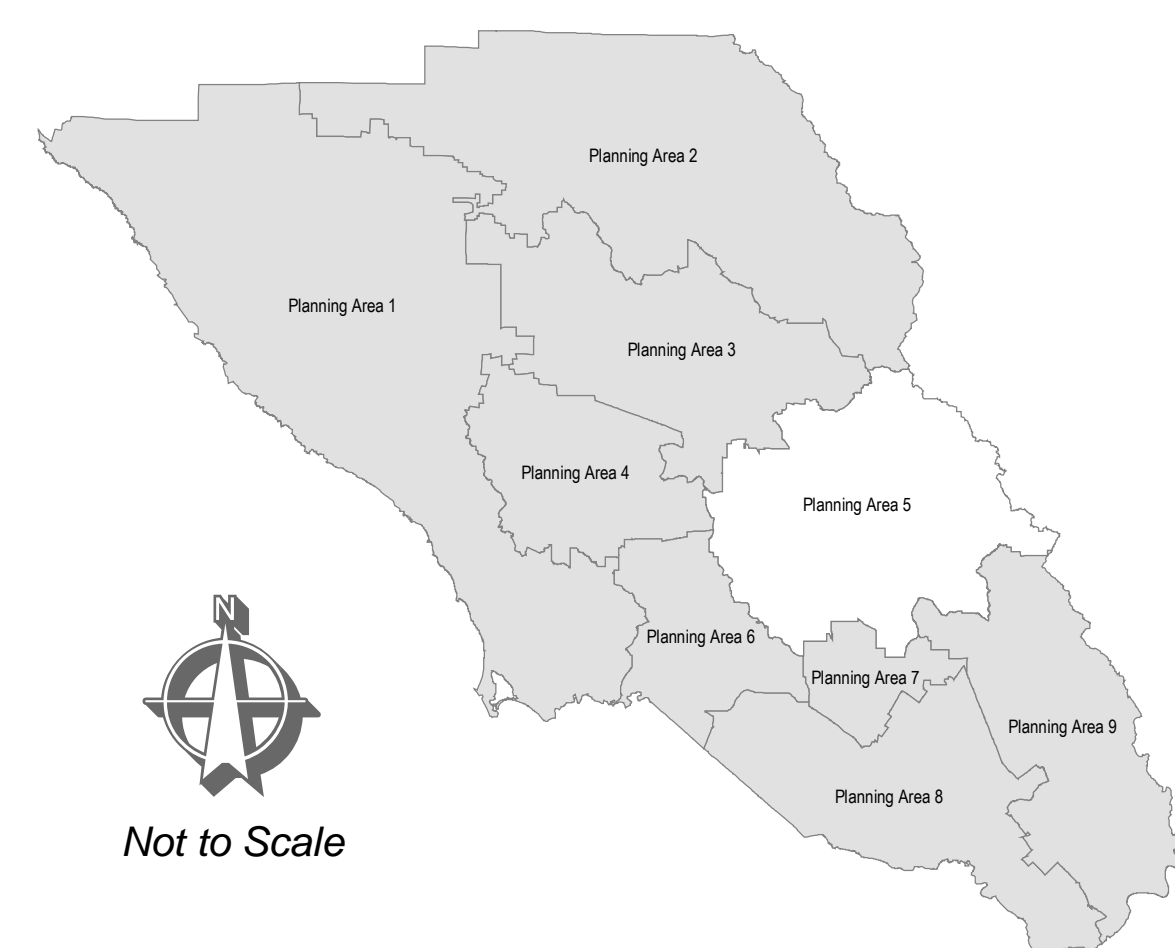 Planning Area 2
Planning Area 1
Planning Area 3
Planning Area 4
Planning Area 5
N
Planning Area 6
Planning Area 7
Planning Area 9
Planning Area 8
Not to Scale